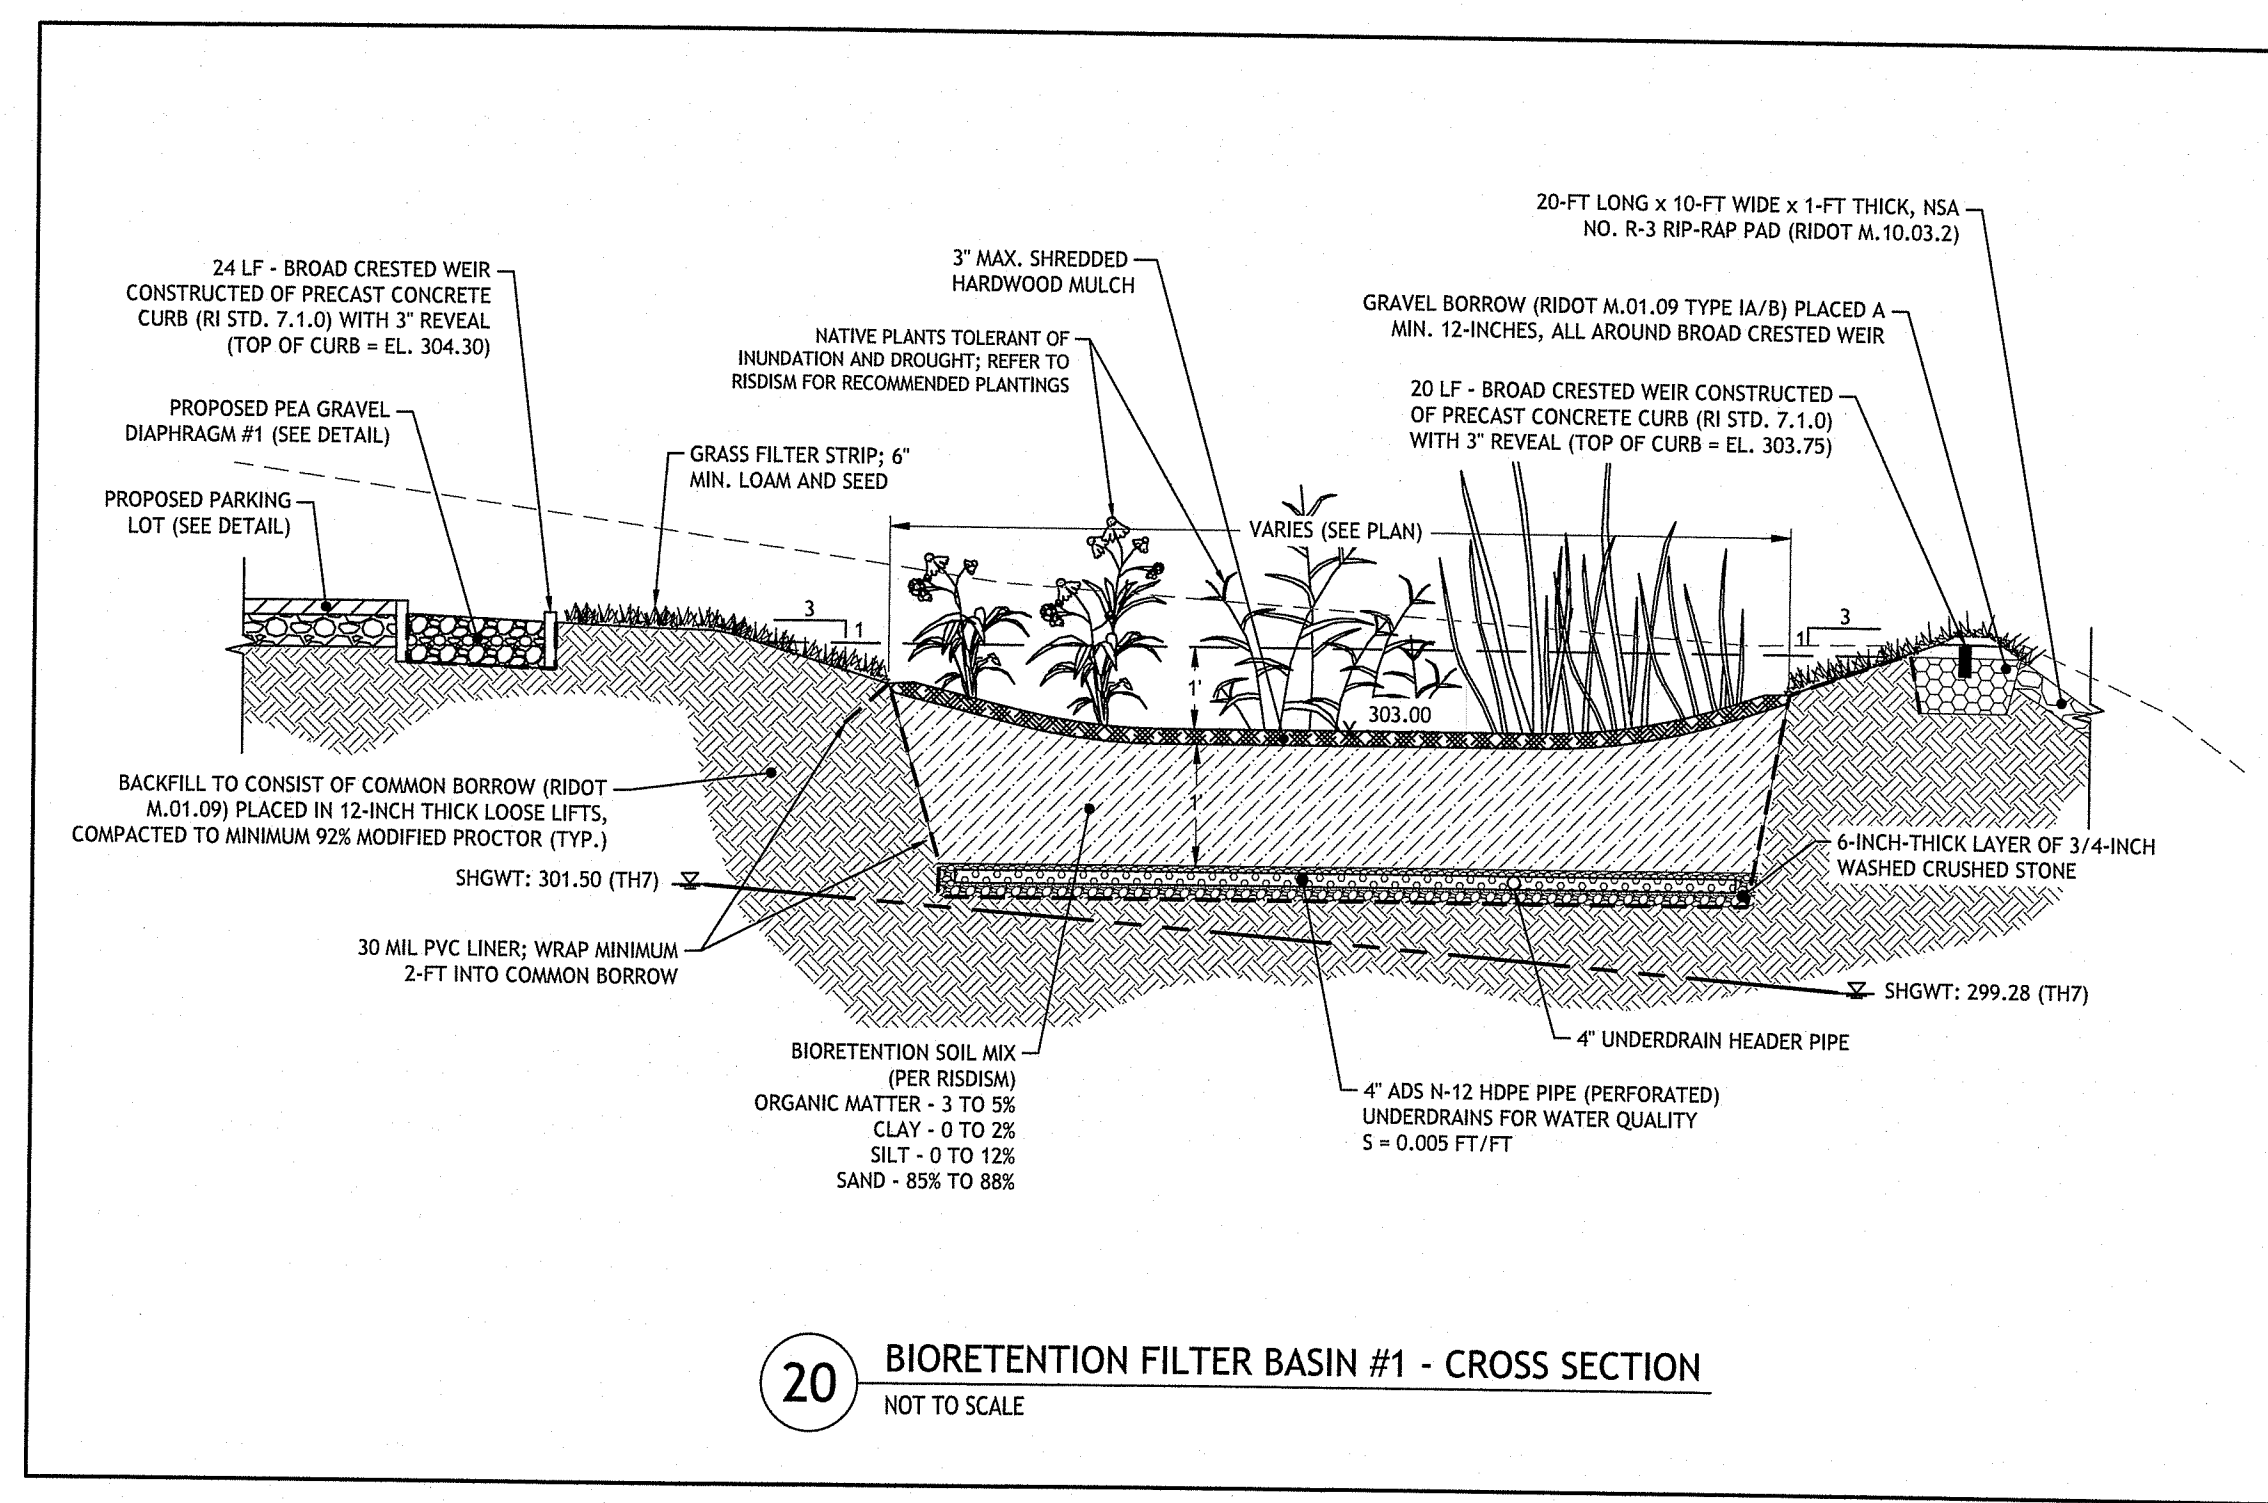 20-FT LONG x 10-FT WIDE x 1-FT THICK, NSA
NO. R-3 RIP-RAP PAD (RIDOT M.10.03.2)
24 LF - BROAD CRESTED WEIR
CONSTRUCTED OF PRECAST CONCRETE
CURB (RI STD. 7.1.0) WITH 3" REVEAL
(TOP OF CURB = EL. 304.30)
3" MAX. SHREDDED
HARDWOOD MULCH
GRAVEL BORROW (RIDOT M.01.09 TYPE IA/B) PLACED A
MIN. 12-INCHES, ALL AROUND BROAD CRESTED WEIR
NATIVE PLANTS TOLERANT OF
INUNDATION AND DROUGHT; REFER TO
RISDISM FOR RECOMMENDED PLANTINGS
20 LF - BROAD CRESTED WEIR CONSTRUCTED
OF PRECAST CONCRETE CURB (RI STD. 7.1.0)
WITH 3" REVEAL (TOP OF CURB = EL. 303.75)
PROPOSED PEA GRAVEL
DIAPHRAGM #1 (SEE DETAIL)
GRASS FILTER STRIP; 6"
MIN. LOAM AND SEED
PROPOSED PARKING
LOT (SEE DETAIL)
VARIES (SEE PLAN)
3
1
3
1
1'
303.00
1'
BACKFILL TO CONSIST OF COMMON BORROW (RIDOT
M.01.09) PLACED IN 12-INCH THICK LOOSE LIFTS,
COMPACTED TO MINIMUM 92% MODIFIED PROCTOR (TYP.)
6-INCH-THICK LAYER OF 3/4-INCH
WASHED CRUSHED STONE
SHGWT: 301.50 (TH7)
30 MIL PVC LINER; WRAP MINIMUM
2-FT INTO COMMON BORROW
SHGWT: 299.28 (TH7)
4" UNDERDRAIN HEADER PIPE
BIORETENTION SOIL MIX
(PER RISDISM)
ORGANIC MATTER - 3 TO 5%
CLAY - 0 TO 2%
SILT - 0 TO 12%
SAND - 85% TO 88%
4" ADS N-12 HDPE PIPE (PERFORATED)
UNDERDRAINS FOR WATER QUALITY
S = 0.005 FT/FT
20
BIORETENTION FILTER BASIN #1 - CROSS SECTION
NOT TO SCALE